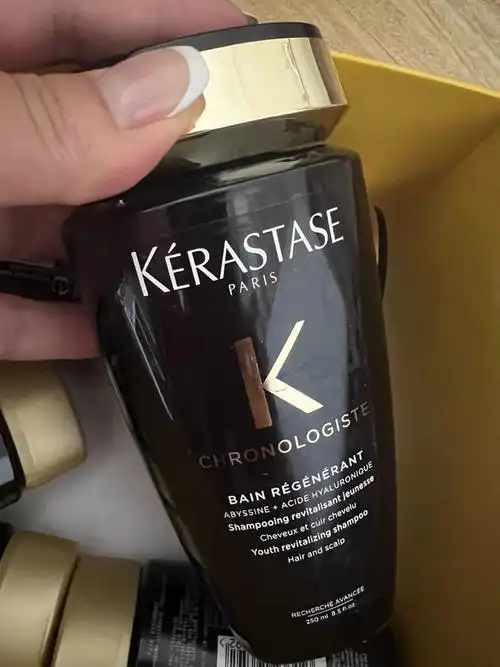 KÉRASTASE
PARIS
K
CHRONOLOGISTE
BAIN RÉGÉNÉRANT
ABYSSINE + ACIDE HYALURONIQUE
Shampooing revitalisant jeunesse
Cheveux et cuir chevelu
Youth revitalizing shampoo
Hair and scalp
RECHERCHE AVANCÉE
250 ml 8.5 fl.oz.